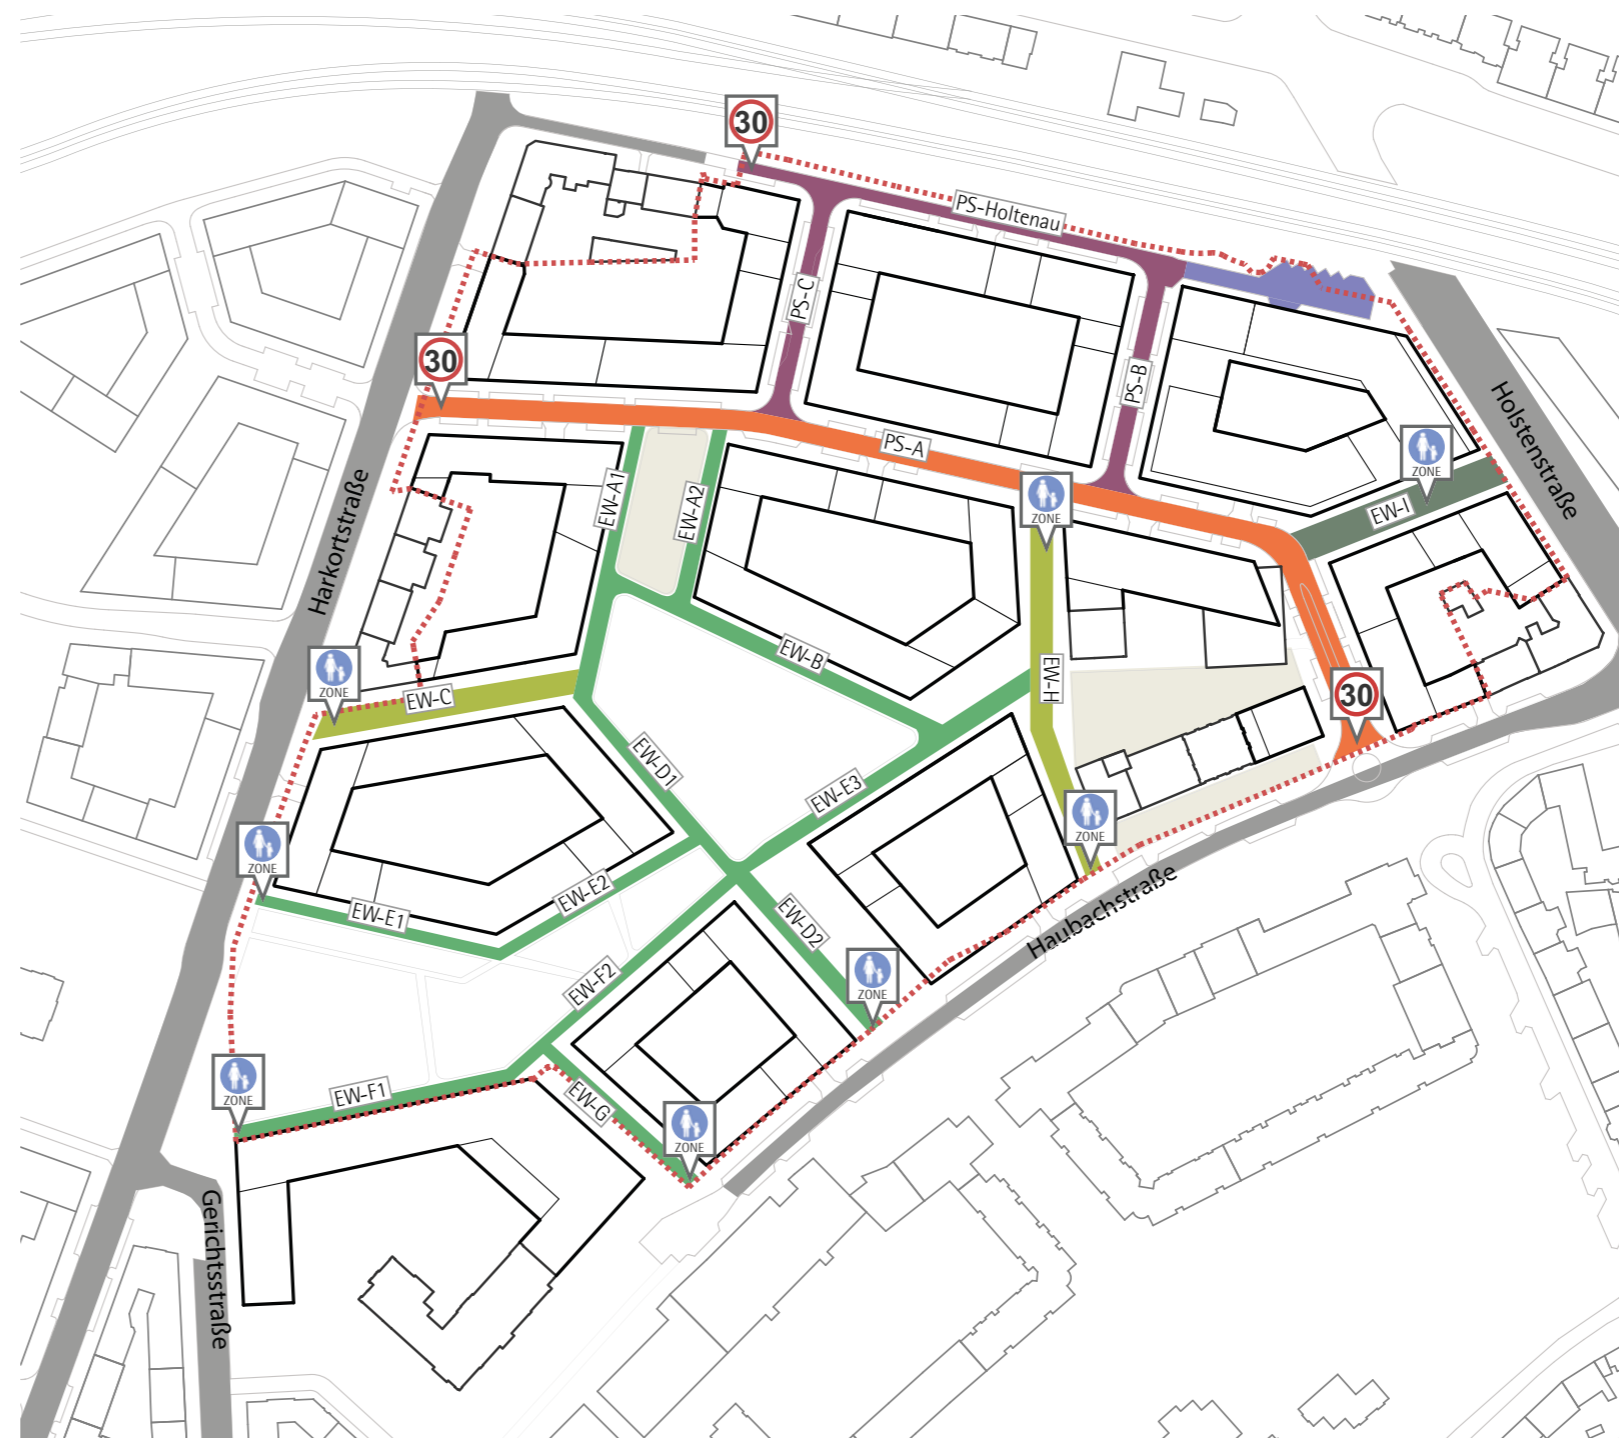 30
PS-Holtenau
PS-C
30
PS-B
Holstenstraße
PS-A
ZONE
EW-I
EW-A1
EW-A2
ZONE
Harkortstraße
EW-B
EW-H
ZONE
EW-C
30
EW-D1
EW-E3
ZONE
ZONE
EW-E2
EW-E1
EW-D2
Haubachstraße
EW-F2
ZONE
ZONE
EW-F1
EW-G
ZONE
Gerichtsstraße